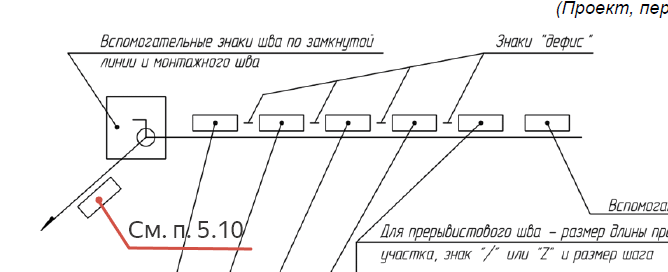 (Проект, пер
Вспомогательные знаки шва по замкнутой
линии и монтажного шва
Знаки "дефис"
См. п. 5.10
Вспомога
Для прерывистого шва – размер длины пр
участка, знак "/" или "Z" и размер шага